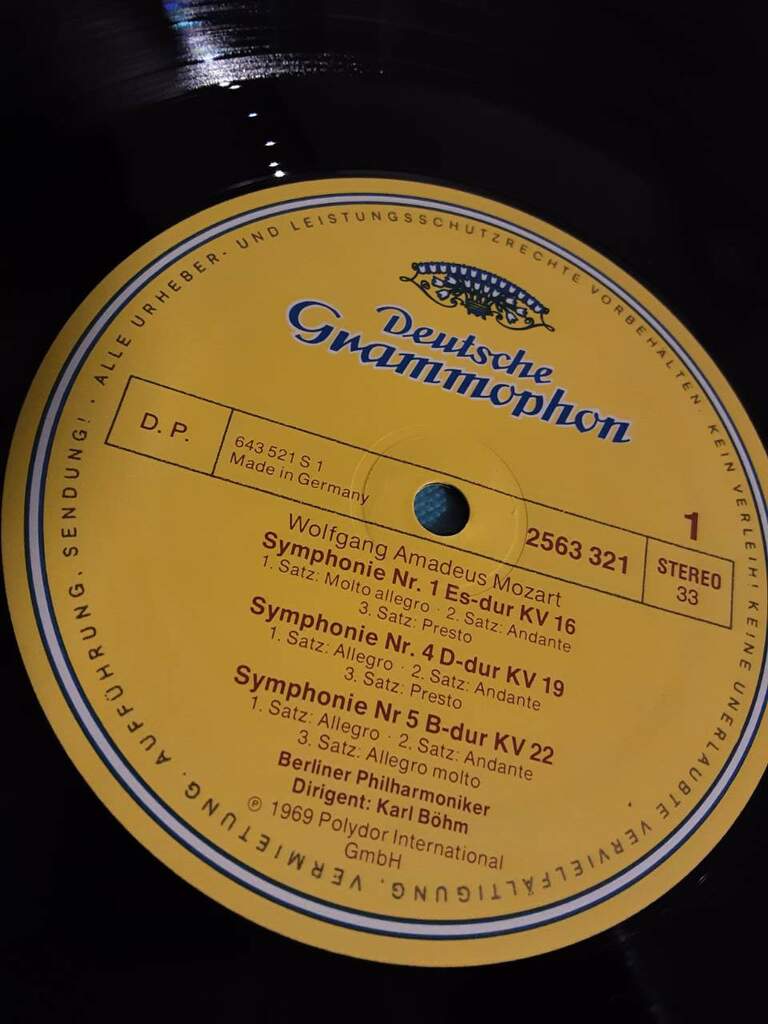 Deutsche
Grammophon
D. P.
643 521 S 1
Made in Germany
2563 321
1
STEREO
33
Wolfgang Amadeus Mozart
Symphonie Nr. 1 Es-dur KV 16
1. Satz: Molto allegro · 2. Satz: Andante
3. Satz: Presto
Symphonie Nr. 4 D-dur KV 19
1. Satz: Allegro · 2. Satz: Andante
3. Satz: Presto
Symphonie Nr 5 B-dur KV 22
1. Satz: Allegro · 2. Satz: Andante
3. Satz: Allegro molto
Berliner Philharmoniker
Dirigent: Karl Böhm
℗ 1969 Polydor International
GmbH
ALLE URHEBER- UND LEISTUNGSSCHUTZRECHTE VORBEHALTEN. KEIN VERLEIH! KEINE UNERLAUBTE VERVIELFÄLTIGUNG, VERMIETUNG, AUFFÜHRUNG, SENDUNG! ·